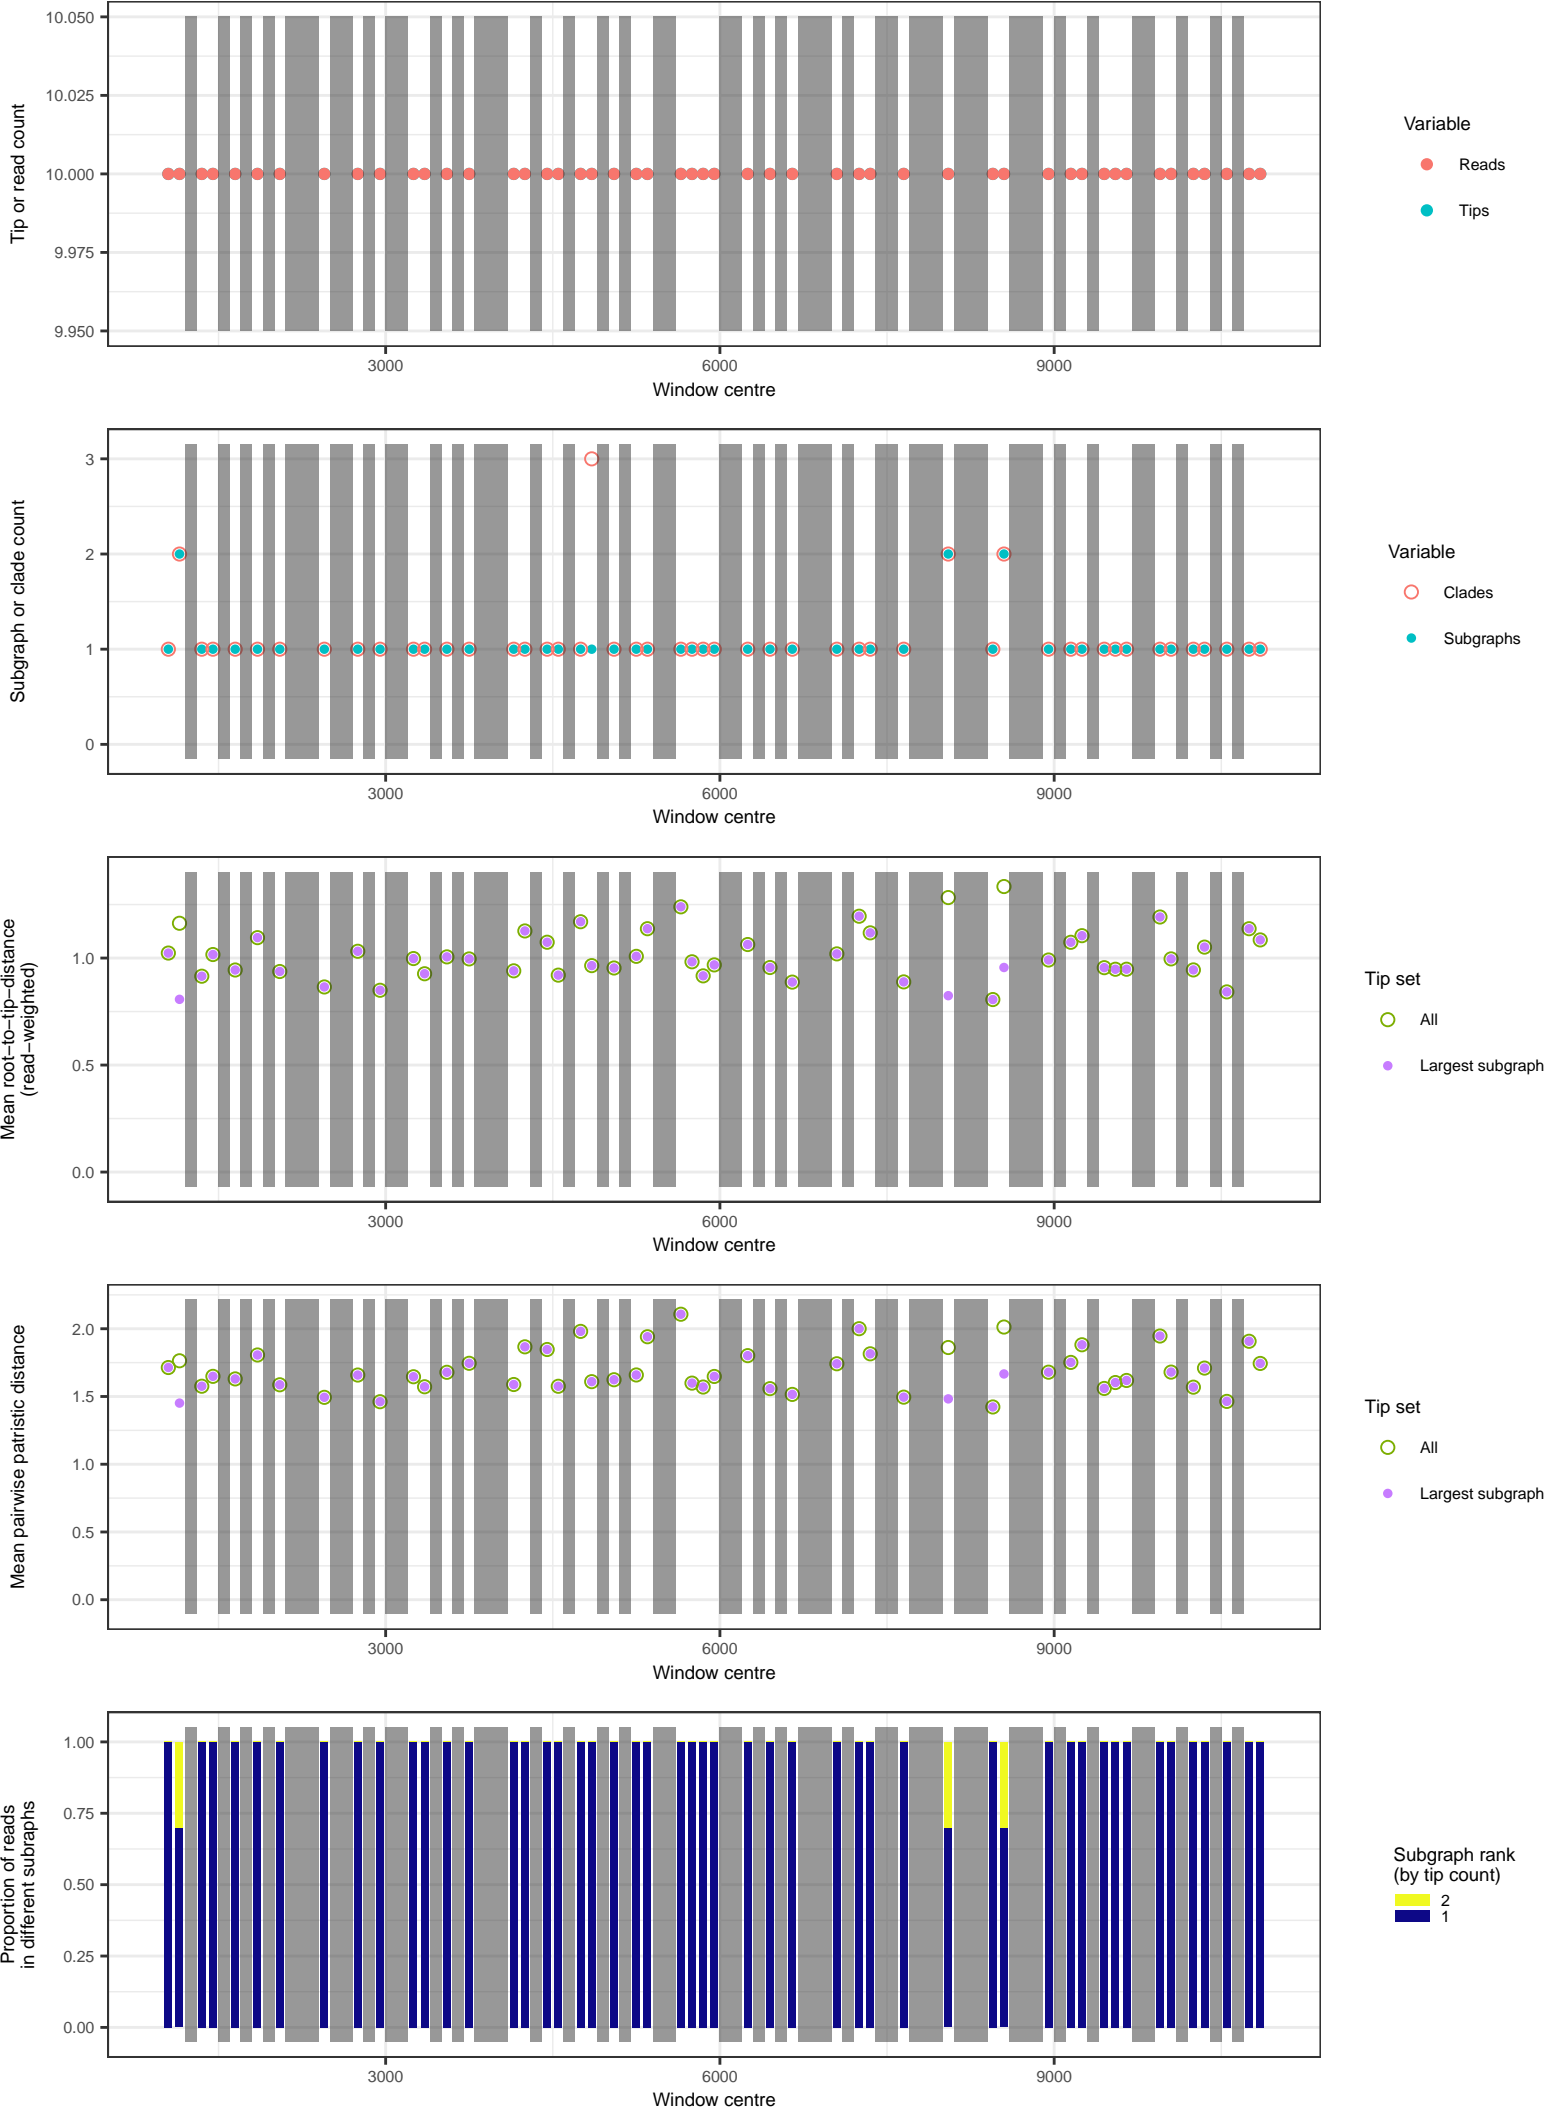 10.050
10.025
10.000
9.975
9.950
Tip or read count
3000
6000
9000
Window centre
Variable
Reads
Tips
3
2
1
0
Subgraph or clade count
3000
6000
9000
Window centre
Variable
Clades
Subgraphs
1.0
0.5
0.0
Mean root−to−tip−distance
(read−weighted)
3000
6000
9000
Window centre
Tip set
All
Largest subgraph
2.0
1.5
1.0
0.5
0.0
Mean pairwise patristic distance
3000
6000
9000
Window centre
Tip set
All
Largest subgraph
1.00
0.75
0.50
0.25
0.00
Proportion of reads
in different subraphs
3000
6000
9000
Window centre
Subgraph rank
(by tip count)
2
1